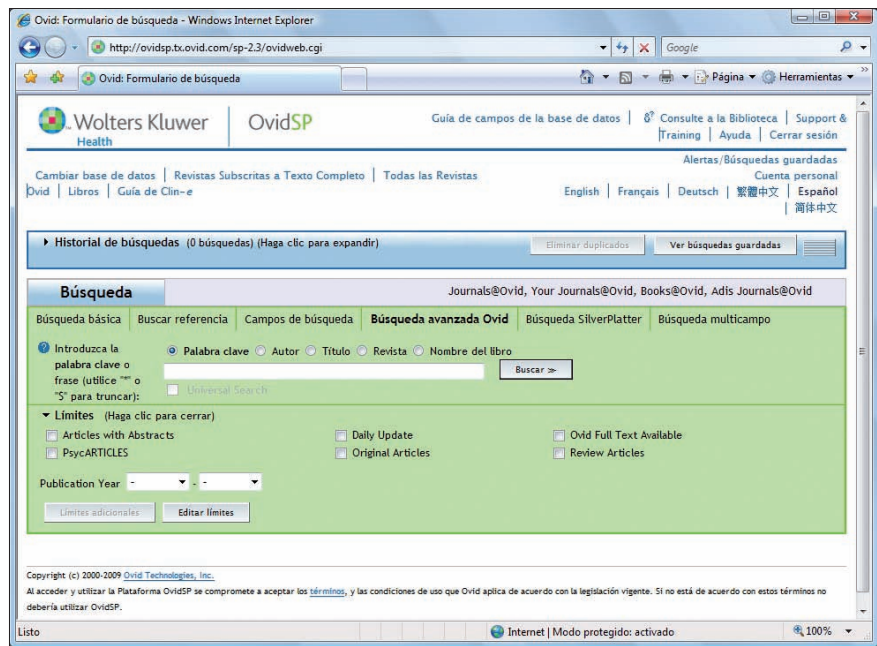 Ovid: Formulario de búsqueda - Windows Internet Explorer
http://ovidsp.tx.ovid.com/sp-2.3/ovidweb.cgi
Google
Ovid: Formulario de búsqueda
Página
Herramientas
Wolters Kluwer
Health
OvidSP
Guía de campos de la base de datos | Consulte a la Biblioteca | Support &
Training | Ayuda | Cerrar sesión
Alertas/Búsquedas guardadas
Cambiar base de datos | Revistas Subscritas a Texto Completo | Todas las Revistas
Cuenta personal
Ovid | Libros | Guía de Clin-e
English | Français | Deutsch | 繁體中文 | Español
| 简体中文
Historial de búsquedas (0 búsquedas) (Haga clic para expandir)
Eliminar duplicados
Ver búsquedas guardadas
Búsqueda
Journals@Ovid, Your Journals@Ovid, Books@Ovid, Adis Journals@Ovid
Búsqueda básica | Buscar referencia | Campos de búsqueda | Búsqueda avanzada Ovid | Búsqueda SilverPlatter | Búsqueda multicampo
Introduzca la
palabra clave o
frase (utilice "*" o
"$" para truncar):
Palabra clave Autor Título Revista Nombre del libro
Buscar >>
Universal Search
Límites (Haga clic para cerrar)
Articles with Abstracts
Daily Update
Ovid Full Text Available
PsycARTICLES
Original Articles
Review Articles
Publication Year - - -
Límites adicionales
Editar límites
Copyright (c) 2000-2009 Ovid Technologies, Inc.
Al acceder y utilizar la Plataforma OvidSP se compromete a aceptar los términos, y las condiciones de uso que Ovid aplica de acuerdo con la legislación vigente. Si no está de acuerdo con estos términos no
debería utilizar OvidSP.
Listo
Internet | Modo protegido: activado
100%